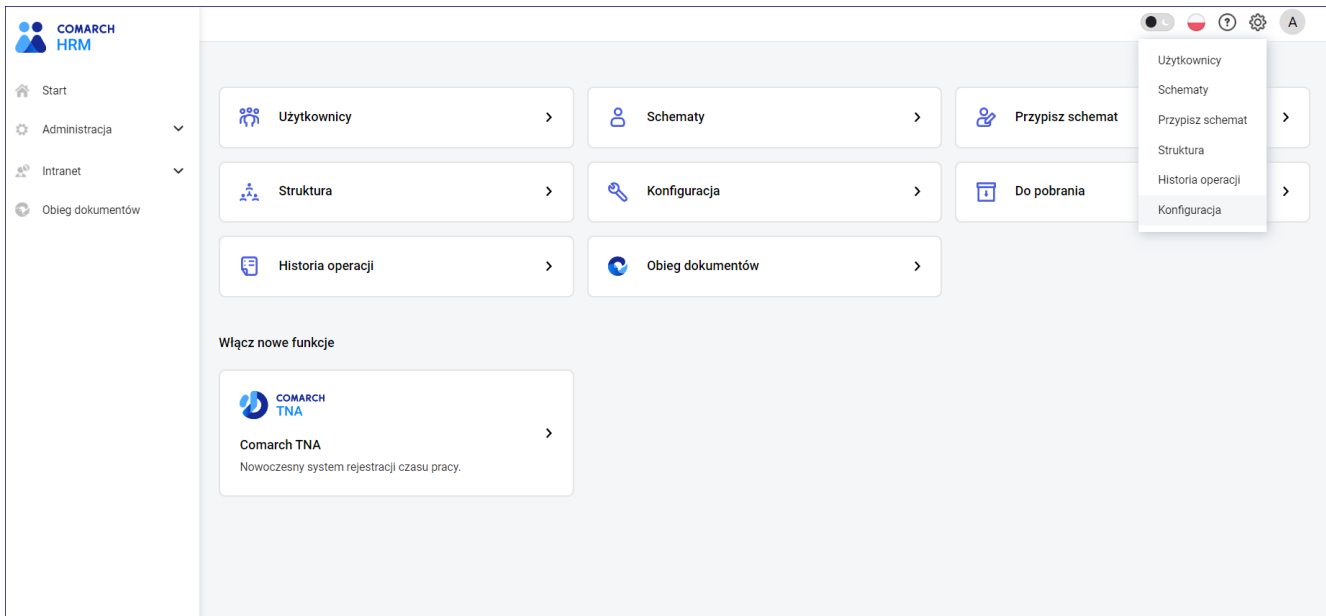 COMARCH
HRM
A
Start
Administracja
Intranet
Obieg dokumentów
Użytkownicy
Schematy
Przypisz schemat
Struktura
Historia operacji
Konfiguracja
Użytkownicy
Schematy
Przypisz schemat
Struktura
Konfiguracja
Do pobrania
Historia operacji
Obieg dokumentów
Włącz nowe funkcje
COMARCH
TNA
Comarch TNA
Nowoczesny system rejestracji czasu pracy.